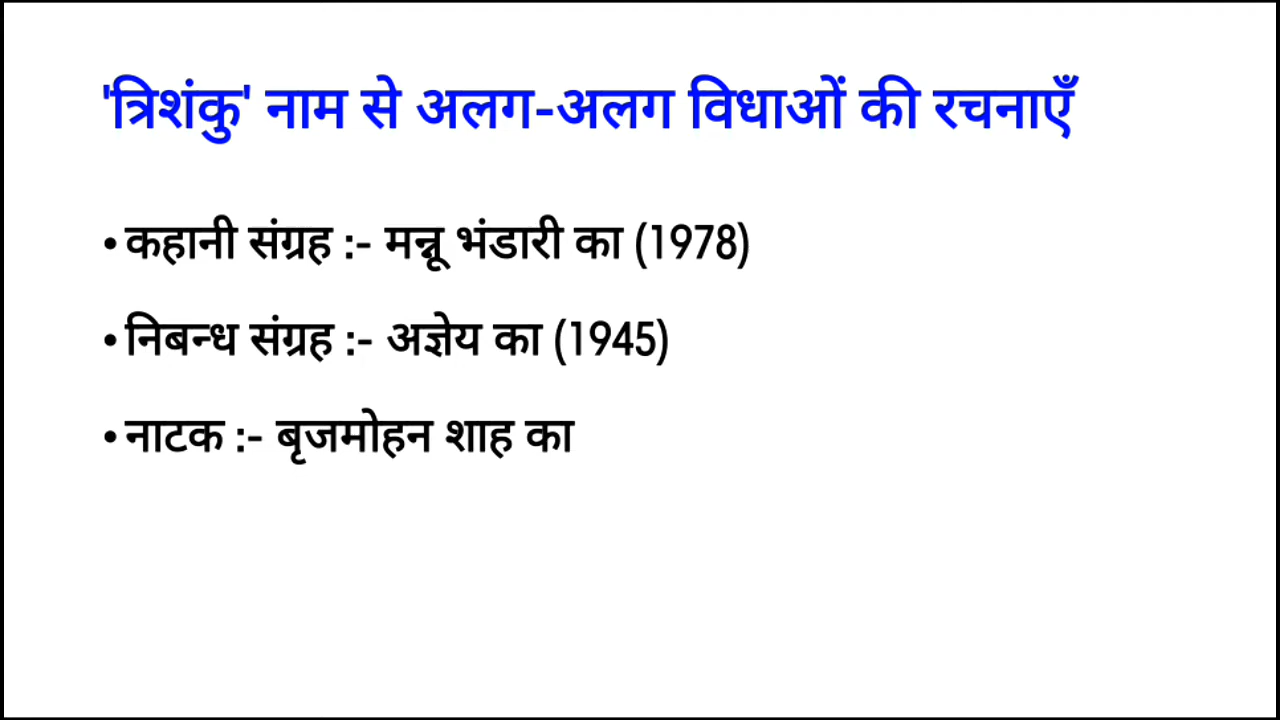 'त्रिशंकु' नाम से अलग-अलग विधाओं की रचनाएँ
• कहानी संग्रह :- मन्नू भंडारी का (1978)
• निबन्ध संग्रह :- अज्ञेय का (1945)
• नाटक :- बृजमोहन शाह का